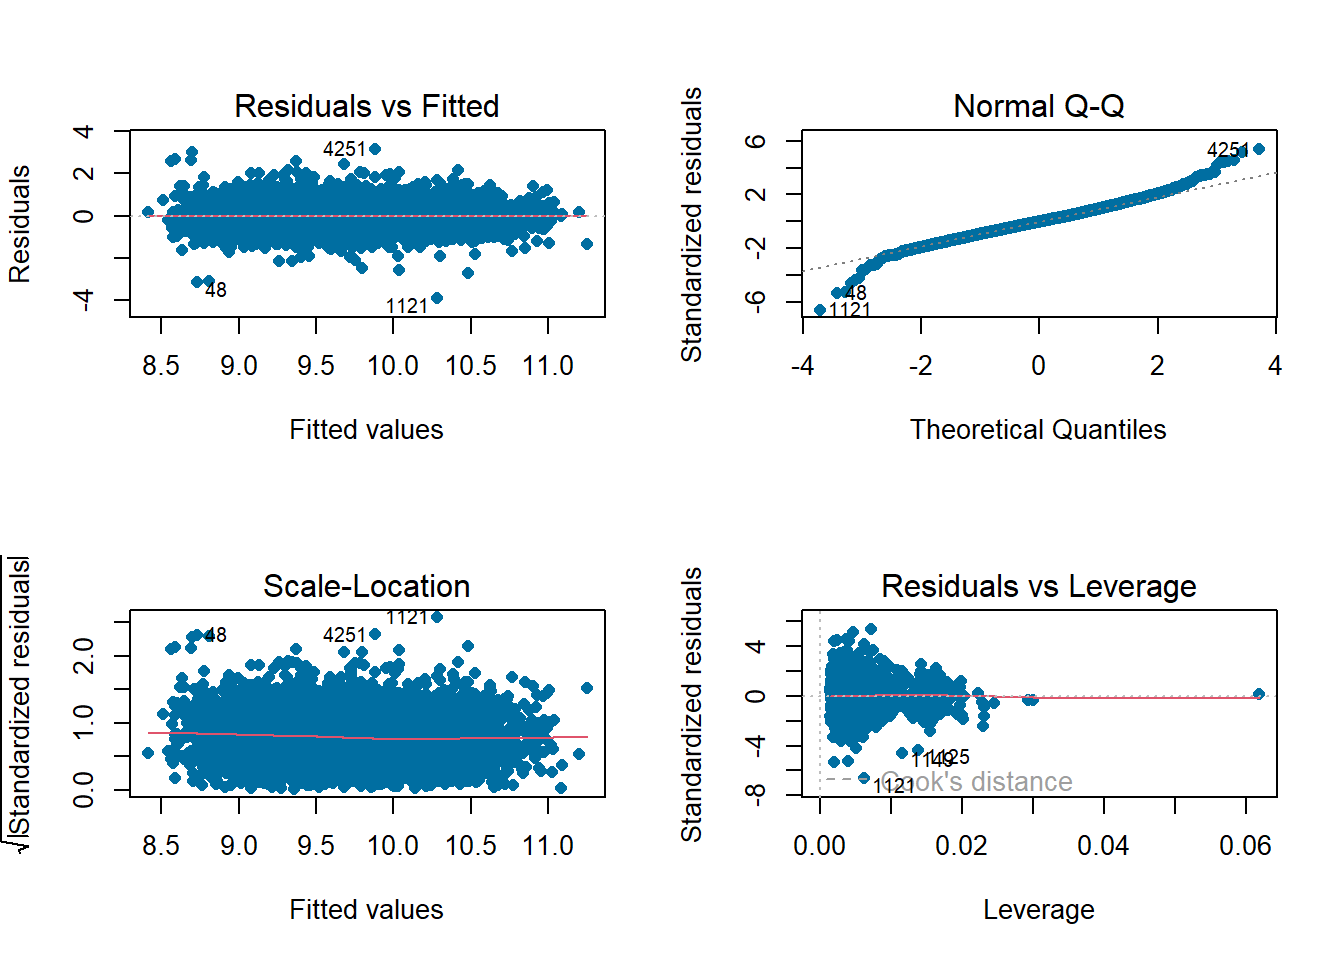 Residuals vs Fitted
Residuals
4
2
0
-4
4251
48
1121
8.5 9.0 9.5 10.0 10.5 11.0
Fitted values
Normal Q-Q
Standardized residuals
6
2
-2
-6
4251
48
1121
-4 -2 0 2 4
Theoretical Quantiles
Scale-Location
√|Standardized residuals|
2.0
1.0
0.0
48
4251
1121
8.5 9.0 9.5 10.0 10.5 11.0
Fitted values
Residuals vs Leverage
Standardized residuals
4
0
-4
-8
1149
1125
Cook's distance
1121
0.00 0.02 0.04 0.06
Leverage